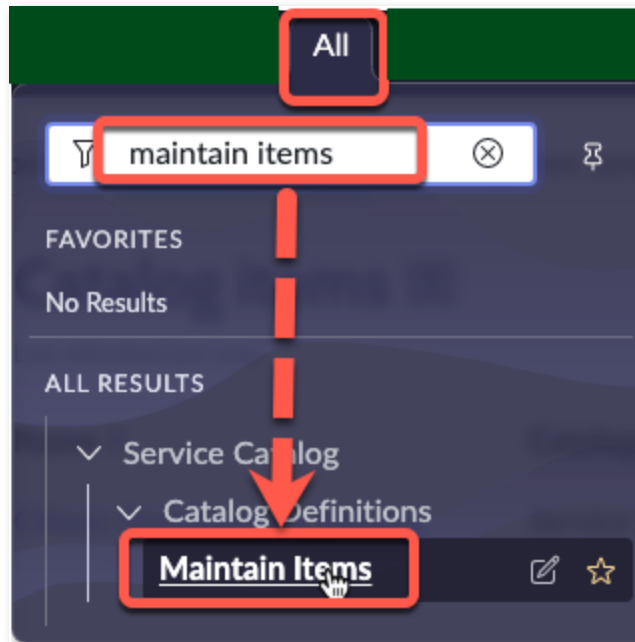 All
maintain items
FAVORITES
No Results
ALL RESULTS
Service Catalog
Catalog Definitions
Maintain Items